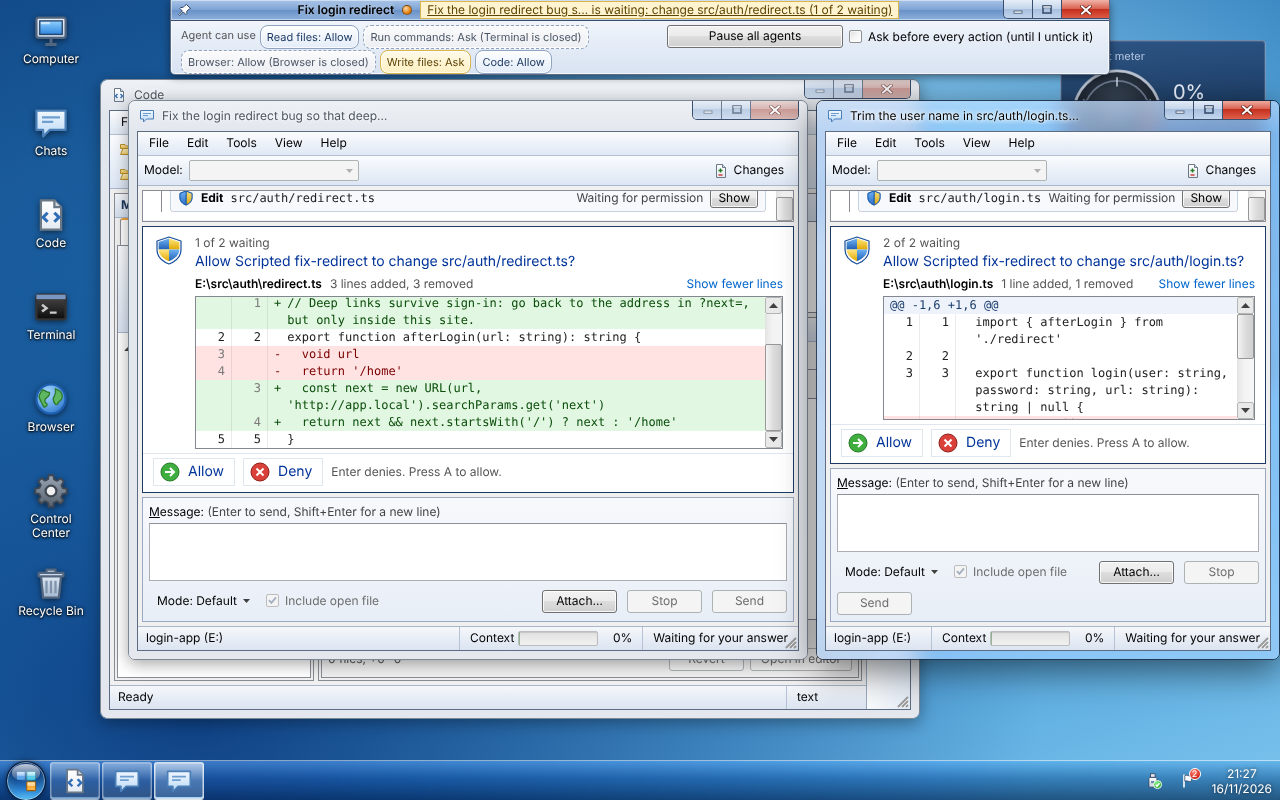 Fix login redirect
Fix the login redirect bug s... is waiting: change src/auth/redirect.ts (1 of 2 waiting)
Agent can use
Read files: Allow
Run commands: Ask (Terminal is closed)
Pause all agents
Ask before every action (until I untick it)
Browser: Allow (Browser is closed)
Write files: Ask
Code: Allow
Computer
Chats
Code
Terminal
Browser
Control
Center
Recycle Bin
meter
0%
Code
Fix the login redirect bug so that deep...
File Edit Tools View Help
Model:
Changes
Edit src/auth/redirect.ts Waiting for permission Show
1 of 2 waiting
Allow Scripted fix-redirect to change src/auth/redirect.ts?
E:\src\auth\redirect.ts 3 lines added, 3 removed Show fewer lines
1 + // Deep links survive sign-in: go back to the address in ?next=,
but only inside this site.
2 2 export function afterLogin(url: string): string {
3 - void url
4 - return '/home'
3 + const next = new URL(url,
'http://app.local').searchParams.get('next')
4 + return next && next.startsWith('/') ? next : '/home'
5 5 }
Allow Deny Enter denies. Press A to allow.
Message: (Enter to send, Shift+Enter for a new line)
Mode: Default Include open file Attach... Stop Send
login-app (E:) Context 0% Waiting for your answer
Trim the user name in src/auth/login.ts...
File Edit Tools View Help
Model:
Changes
Edit src/auth/login.ts Waiting for permission Show
2 of 2 waiting
Allow Scripted fix-redirect to change src/auth/login.ts?
E:\src\auth\login.ts 1 line added, 1 removed Show fewer lines
@@ -1,6 +1,6 @@
1 1 import { afterLogin } from
'./redirect'
2 2
3 3 export function login(user: string,
password: string, url: string):
string | null {
Allow Deny Enter denies. Press A to allow.
Message: (Enter to send, Shift+Enter for a new line)
Mode: Default Include open file Attach... Stop
Send
login-app (E:) Context 0% Waiting for your answer
Ready
text
2
21:27
16/11/2026